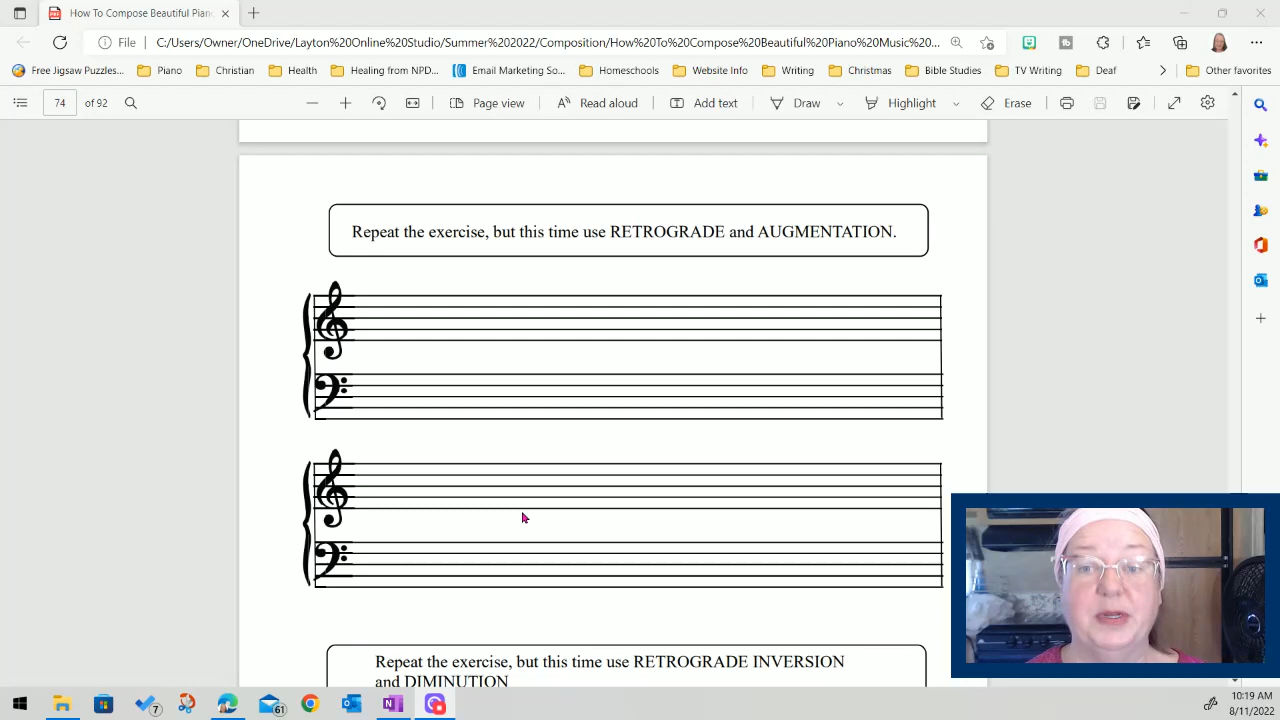 How To Compose Beautiful Pian
File
C:/Users/Owner/OneDrive/Layton%20Online%20Studio/Summer%202022/Composition/How%20To%20Compose%20Beautiful%20Piano%20Music%20...
Free Jigsaw Puzzles...
Piano
Christian
Health
Healing from NPD...
Email Marketing So...
Homeschools
Website Info
Writing
Christmas
Bible Studies
TV Writing
Deaf
Other favorites
74 of 92
Page view
Read aloud
Add text
Draw
Highlight
Erase
Repeat the exercise, but this time use RETROGRADE and AUGMENTATION.
Repeat the exercise, but this time use RETROGRADE INVERSION
and DIMINUTION
7
61
10:19 AM
8/11/2022